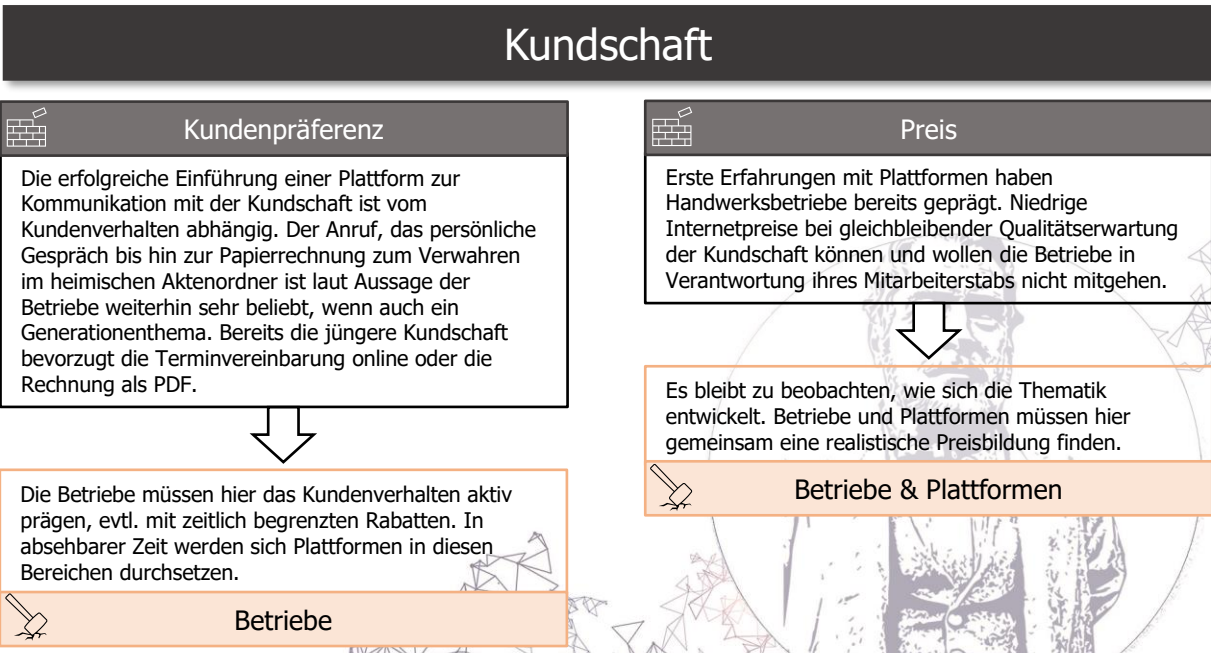 Kundschaft
Kundenpräferenz
Die erfolgreiche Einführung einer Plattform zur
Kommunikation mit der Kundschaft ist vom
Kundenverhalten abhängig. Der Anruf, das persönliche
Gespräch bis hin zur Papierrechnung zum Verwahren
im heimischen Aktenordner ist laut Aussage der
Betriebe weiterhin sehr beliebt, wenn auch ein
Generationenthema. Bereits die jüngere Kundschaft
bevorzugt die Terminvereinbarung online oder die
Rechnung als PDF.
Die Betriebe müssen hier das Kundenverhalten aktiv
prägen, evtl. mit zeitlich begrenzten Rabatten. In
absehbarer Zeit werden sich Plattformen in diesen
Bereichen durchsetzen.
Betriebe
Preis
Erste Erfahrungen mit Plattformen haben
Handwerksbetriebe bereits geprägt. Niedrige
Internetpreise bei gleichbleibender Qualitätserwartung
der Kundschaft können und wollen die Betriebe in
Verantwortung ihres Mitarbeiterstabs nicht mitgehen.
Es bleibt zu beobachten, wie sich die Thematik
entwickelt. Betriebe und Plattformen müssen hier
gemeinsam eine realistische Preisbildung finden.
Betriebe & Plattformen